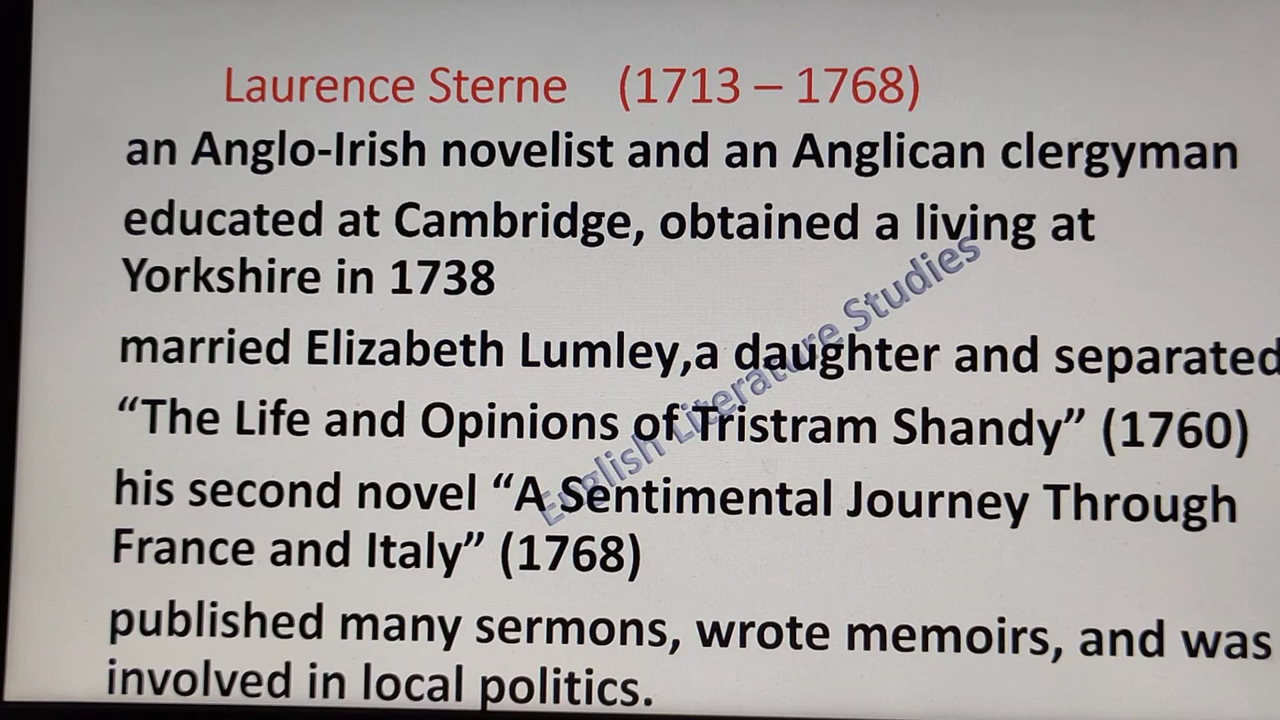 Laurence Sterne (1713 – 1768)
an Anglo-Irish novelist and an Anglican clergyman
educated at Cambridge, obtained a living at
Yorkshire in 1738
married Elizabeth Lumley,a daughter and separated
“The Life and Opinions of Tristram Shandy” (1760)
his second novel “A Sentimental Journey Through
France and Italy” (1768)
published many sermons, wrote memoirs, and was
involved in local politics.
English Literature Studies